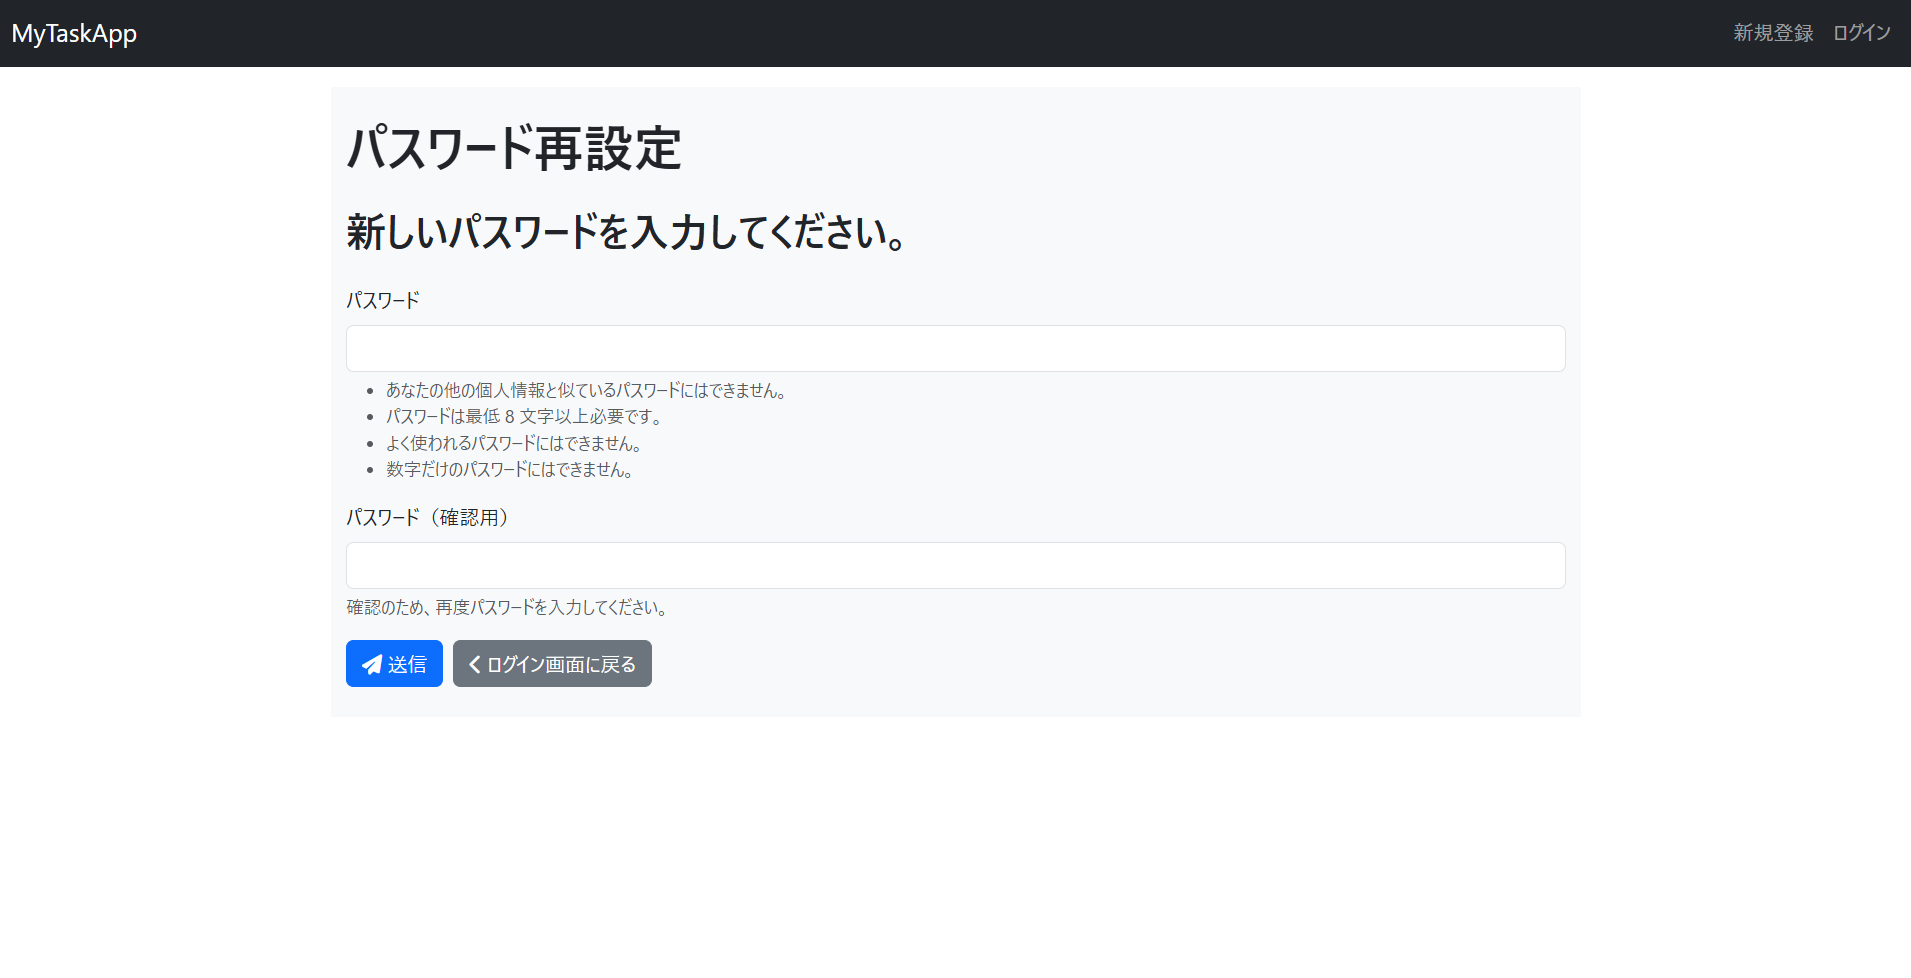 MyTaskApp
新規登録 ログイン
パスワード再設定
新しいパスワードを入力してください。
パスワード
あなたの他の個人情報と似ているパスワードにはできません。
パスワードは最低 8 文字以上必要です。
よく使われるパスワードにはできません。
数字だけのパスワードにはできません。
パスワード（確認用）
確認のため、再度パスワードを入力してください。
送信
ログイン画面に戻る